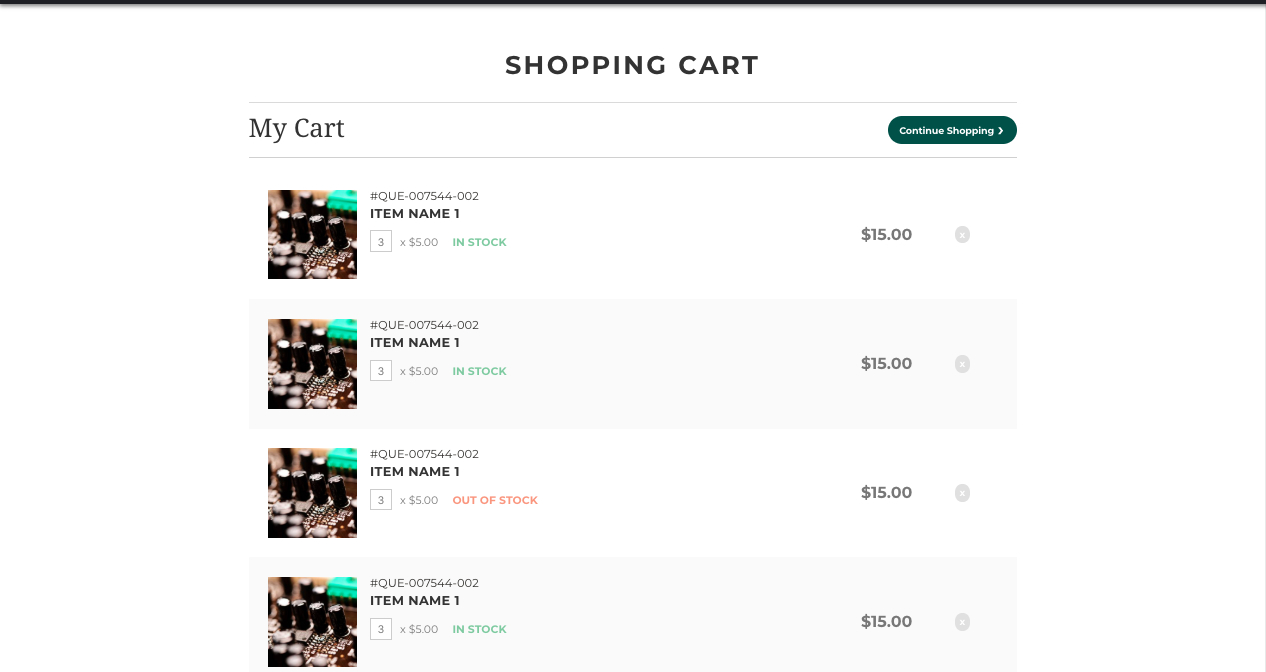 SHOPPING CART
My Cart
Continue Shopping ❯
#QUE-007544-002
ITEM NAME 1
3 x $5.00 IN STOCK
$15.00 x
#QUE-007544-002
ITEM NAME 1
3 x $5.00 IN STOCK
$15.00 x
#QUE-007544-002
ITEM NAME 1
3 x $5.00 OUT OF STOCK
$15.00 x
#QUE-007544-002
ITEM NAME 1
3 x $5.00 IN STOCK
$15.00 x